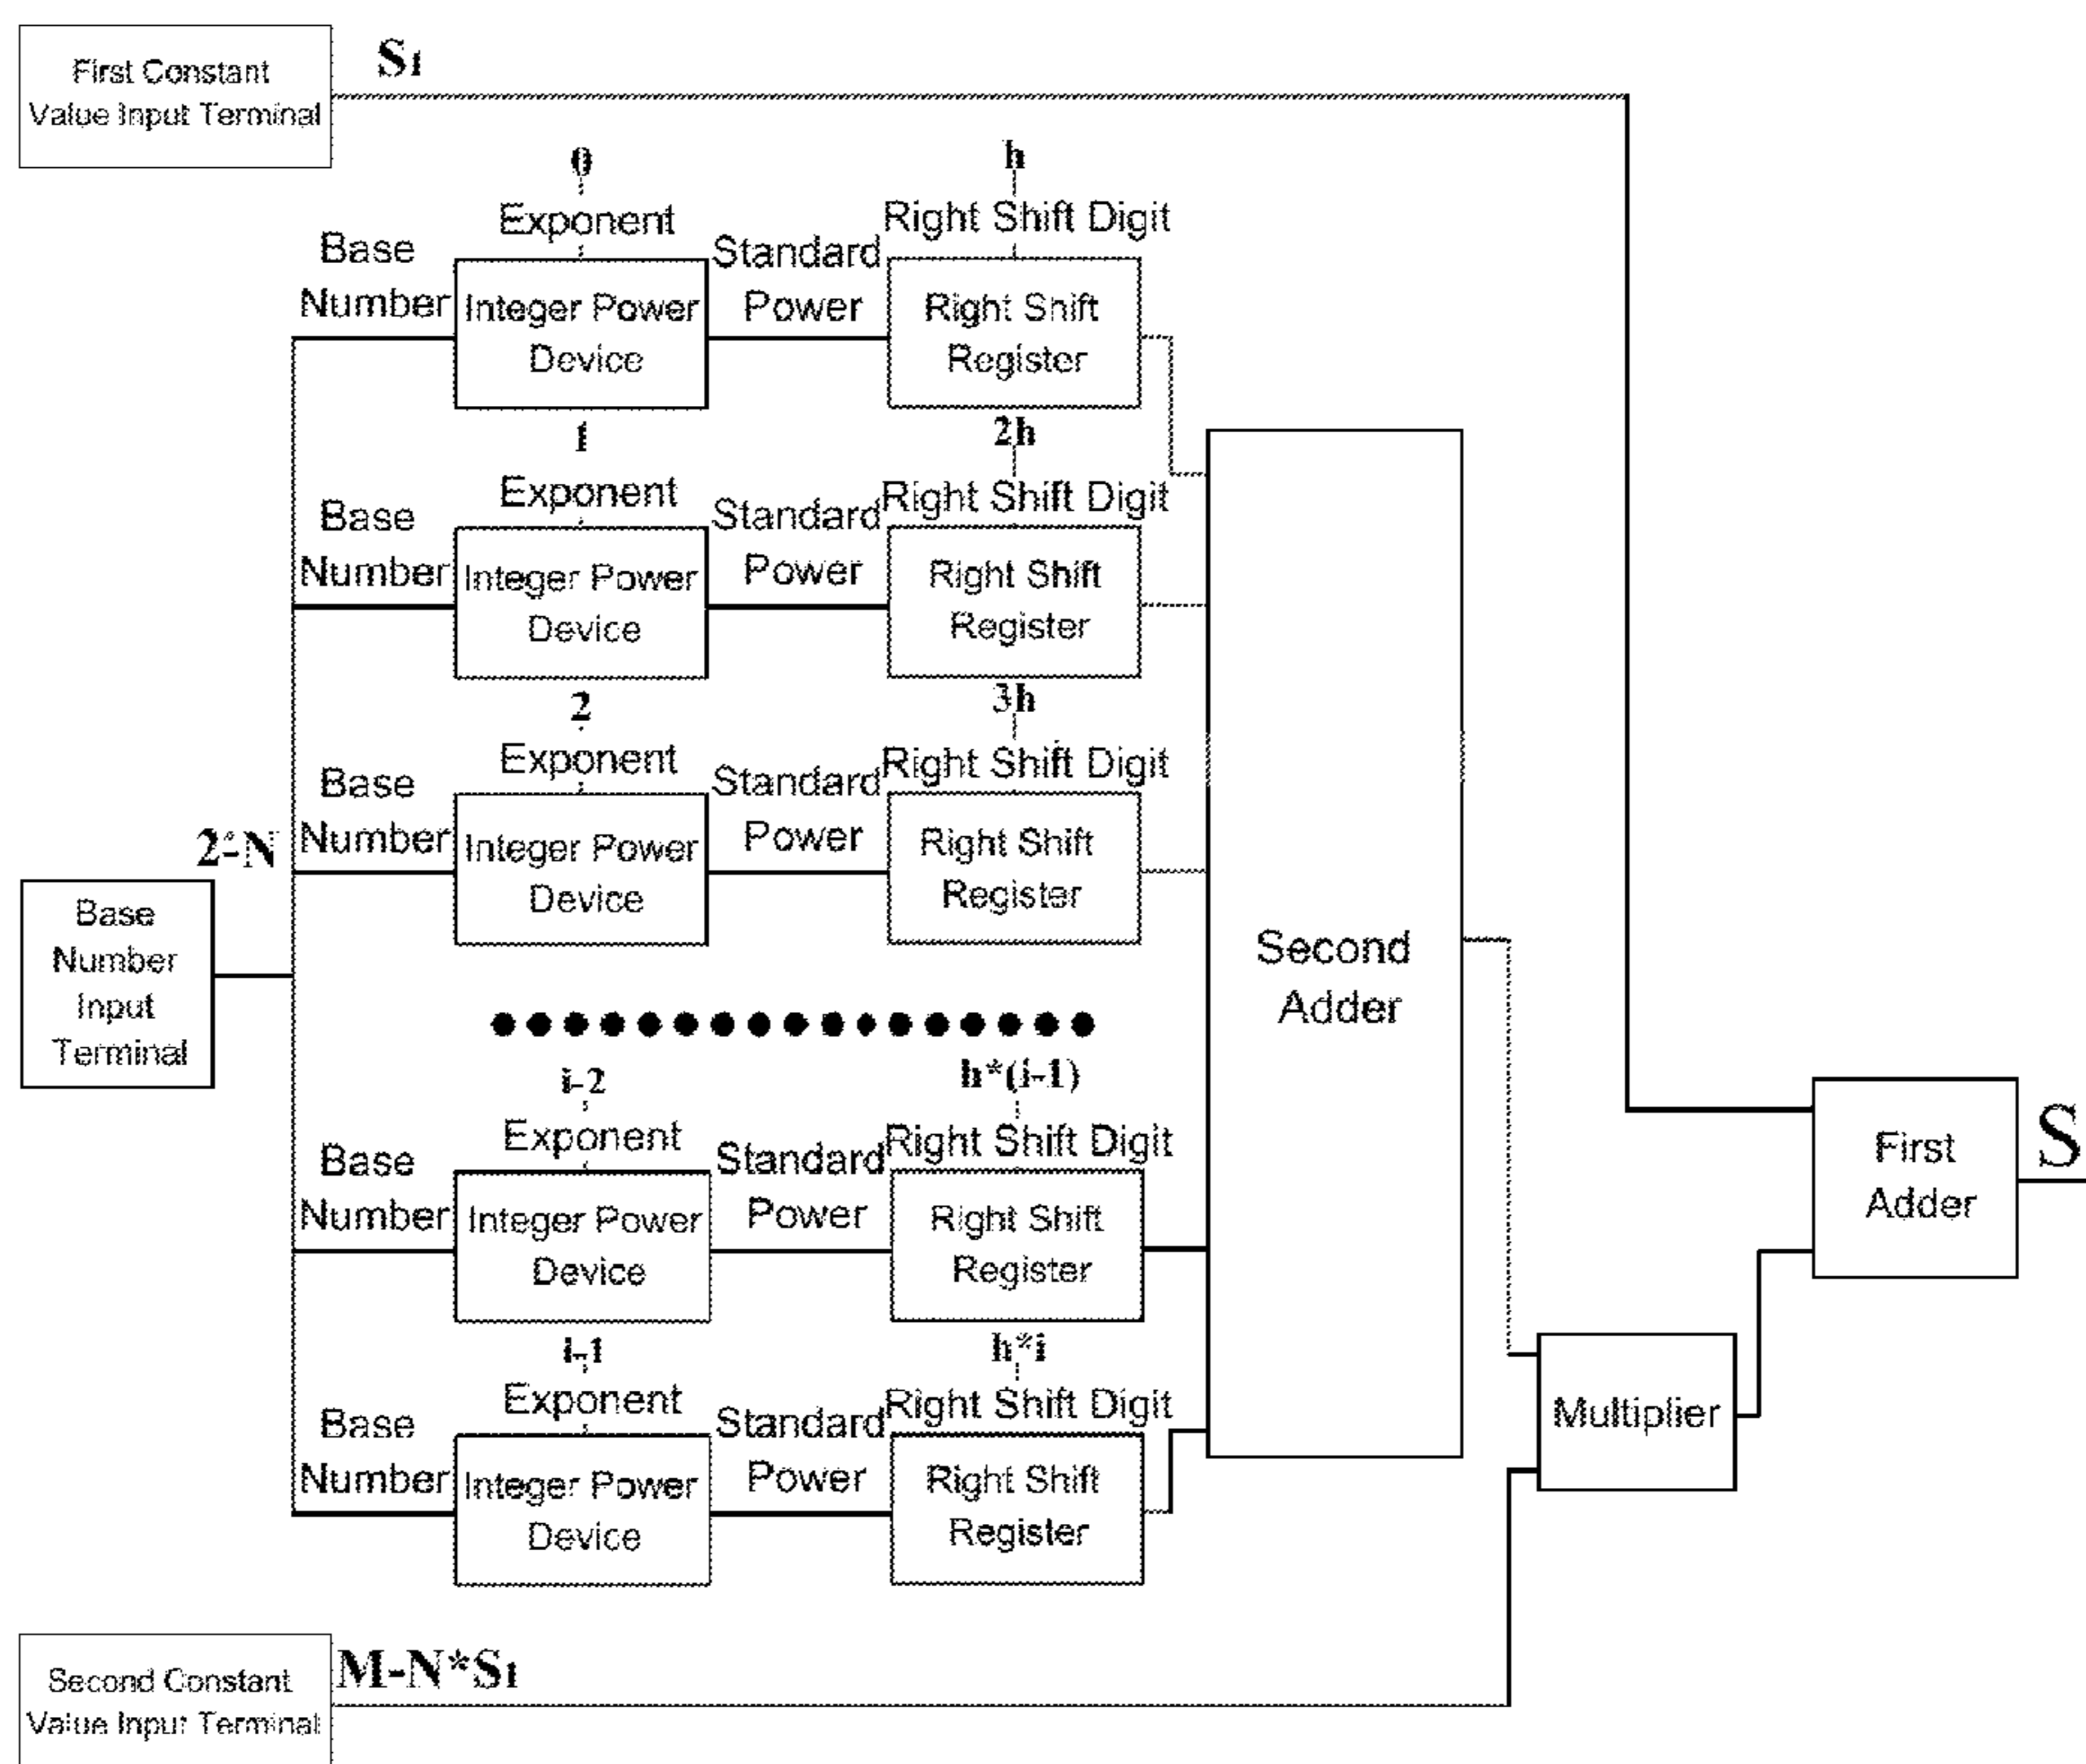 First Constant
Value Input Terminal
S1
0
Exponent
h
Right Shift Digit
Base
Number
Integer Power
Device
Standard
Power
Right Shift
Register
1
Exponent
2h
Right Shift Digit
Base
Number
Integer Power
Device
Standard
Power
Right Shift
Register
2
Exponent
3h
Right Shift Digit
Base
Number
Integer Power
Device
Standard
Power
Right Shift
Register
Base
Number
Input
Terminal
i-2
Exponent
h*(i-1)
Right Shift Digit
Base
Number
Integer Power
Device
Standard
Power
Right Shift
Register
i-1
Exponent
h*i
Right Shift Digit
Base
Number
Integer Power
Device
Standard
Power
Right Shift
Register
Second
Adder
Multiplier
First
Adder
S
Second Constant
Value Input Terminal
M-N*S1